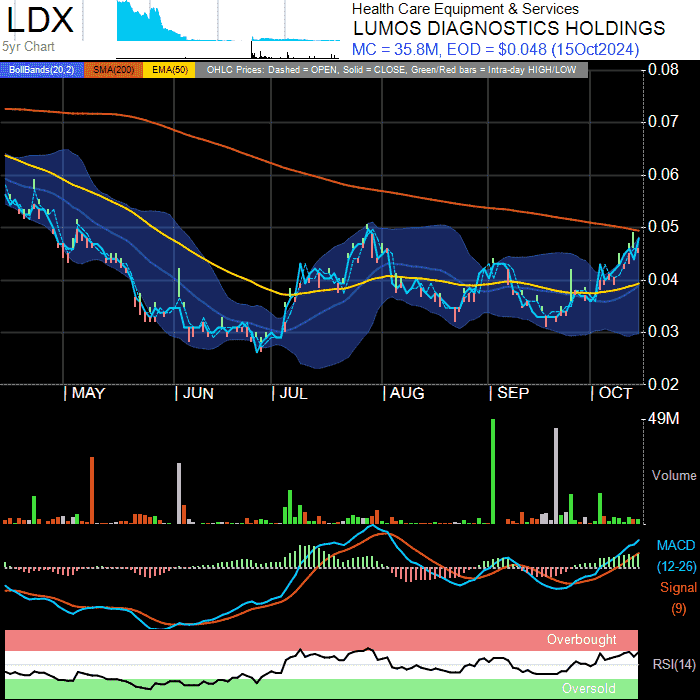 LDX
5yr Chart
Health Care Equipment & Services
LUMOS DIAGNOSTICS HOLDINGS
MC = 35.8M, EOD = $0.048 (15Oct2024)
BollBands(20,2) SMA(200) EMA(50) OHLC Prices: Dashed = OPEN, Solid = CLOSE, Green/Red bars = Intra-day HIGH/LOW
0.08
0.07
0.06
0.05
0.04
0.03
0.02
| MAY | JUN | JUL | AUG | SEP | OCT
49M
Volume
MACD
(12-26)
Signal
(9)
Overbought
RSI(14)
Oversold